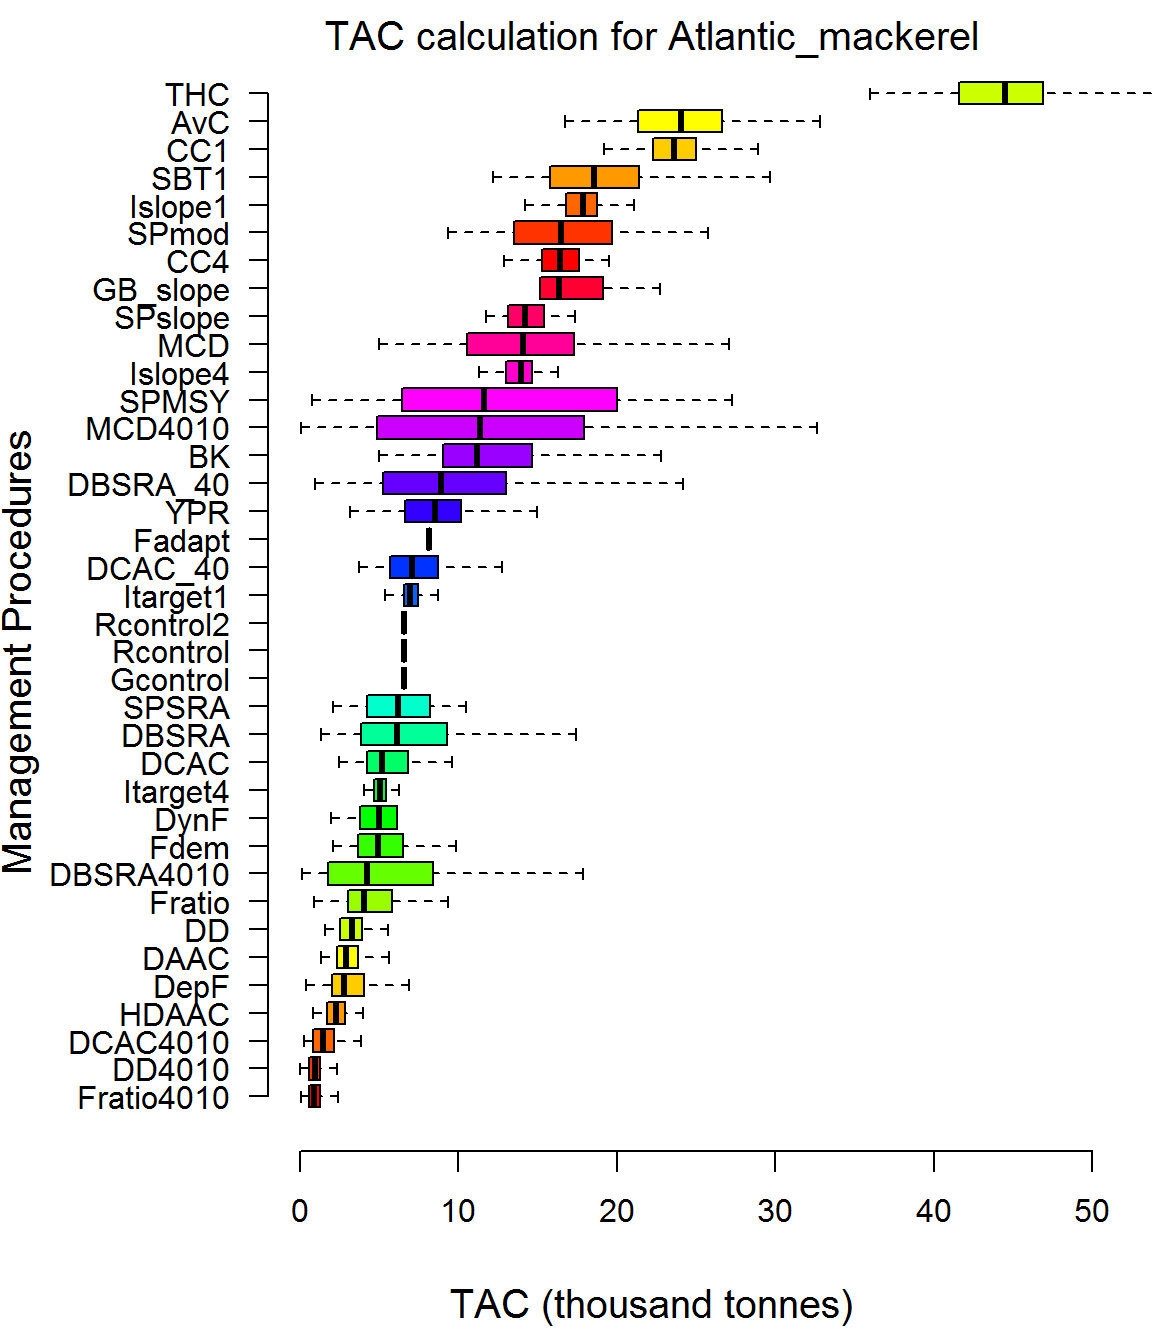 TAC calculation for Atlantic_mackerel
THC
AvC
CC1
SBT1
Islope1
SPmod
CC4
GB_slope
SPslope
MCD
Islope4
SPMSY
MCD4010
BK
DBSRA_40
YPR
Fadapt
DCAC_40
Itarget1
Rcontrol2
Rcontrol
Gcontrol
SPSRA
DBSRA
DCAC
Itarget4
DynF
Fdem
DBSRA4010
Fratio
DD
DAAC
DepF
HDAAC
DCAC4010
DD4010
Fratio4010
Management Procedures
0 10 20 30 40 50
TAC (thousand tonnes)